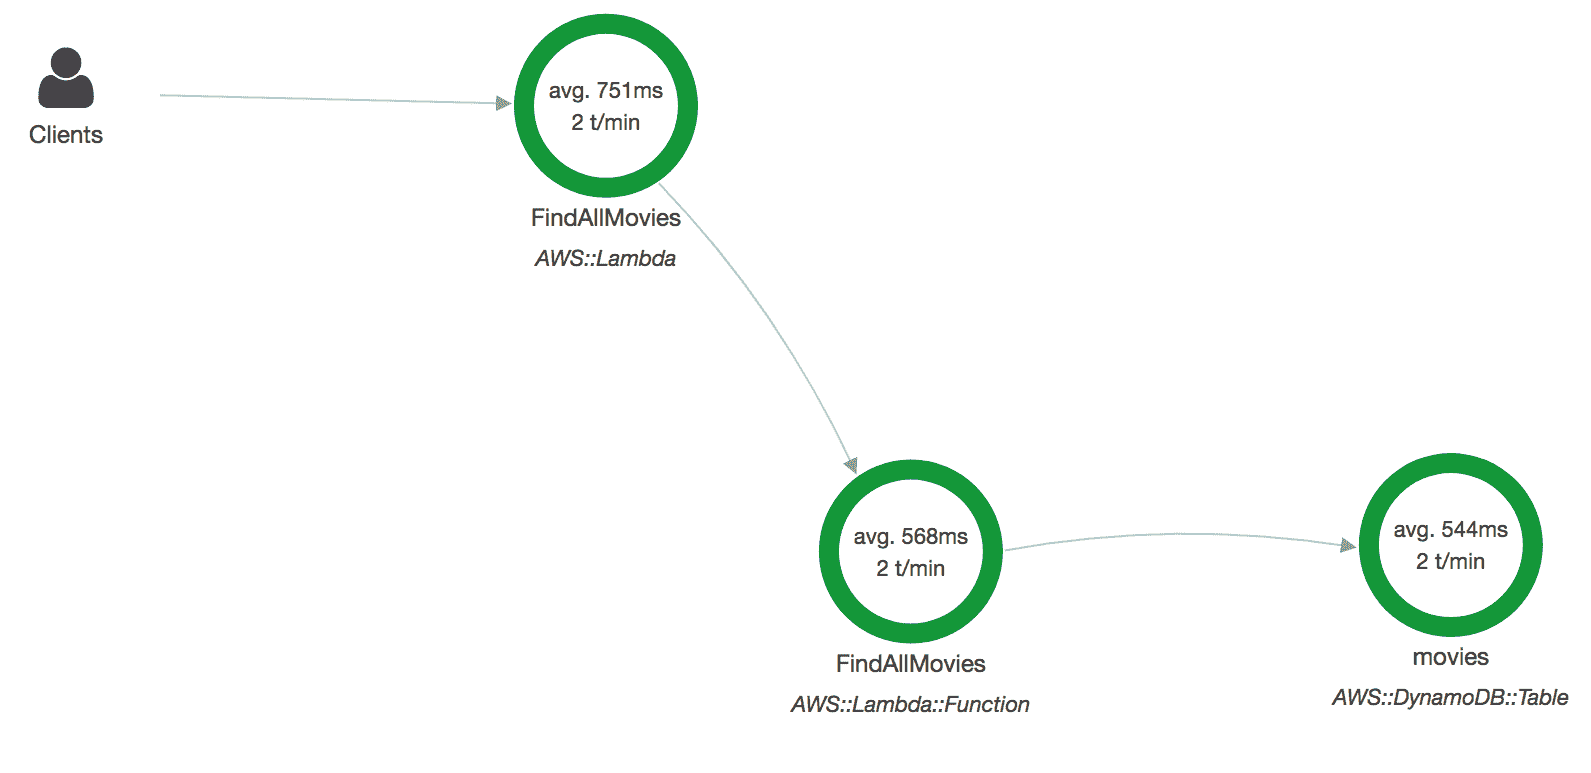 Clients
avg. 751ms
2 t/min
FindAllMovies
AWS::Lambda
avg. 568ms
2 t/min
FindAllMovies
AWS::Lambda::Function
avg. 544ms
2 t/min
movies
AWS::DynamoDB::Table